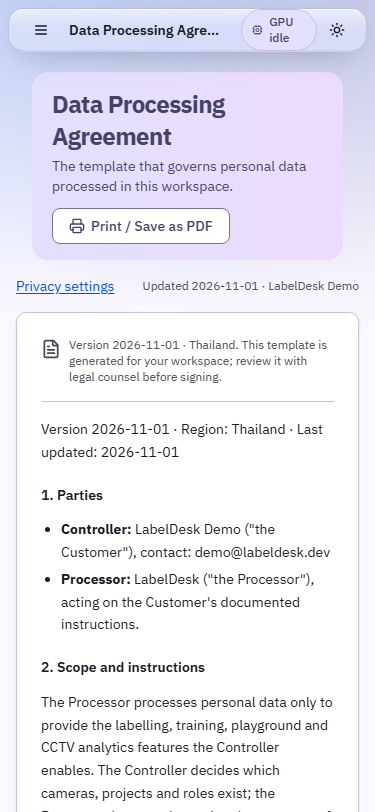 Data Processing Agre...
GPU
idle
Data Processing
Agreement
The template that governs personal data
processed in this workspace.
Print / Save as PDF
Privacy settings
Updated 2026-11-01 · LabelDesk Demo
Version 2026-11-01 · Thailand. This template is
generated for your workspace; review it with
legal counsel before signing.
Version 2026-11-01 · Region: Thailand · Last
updated: 2026-11-01
1. Parties
• Controller: LabelDesk Demo ("the
Customer"), contact: demo@labeldesk.dev
• Processor: LabelDesk ("the Processor"),
acting on the Customer's documented
instructions.
2. Scope and instructions
The Processor processes personal data only to
provide the labelling, training, playground and
CCTV analytics features the Controller
enables. The Controller decides which
cameras, projects and roles exist; the